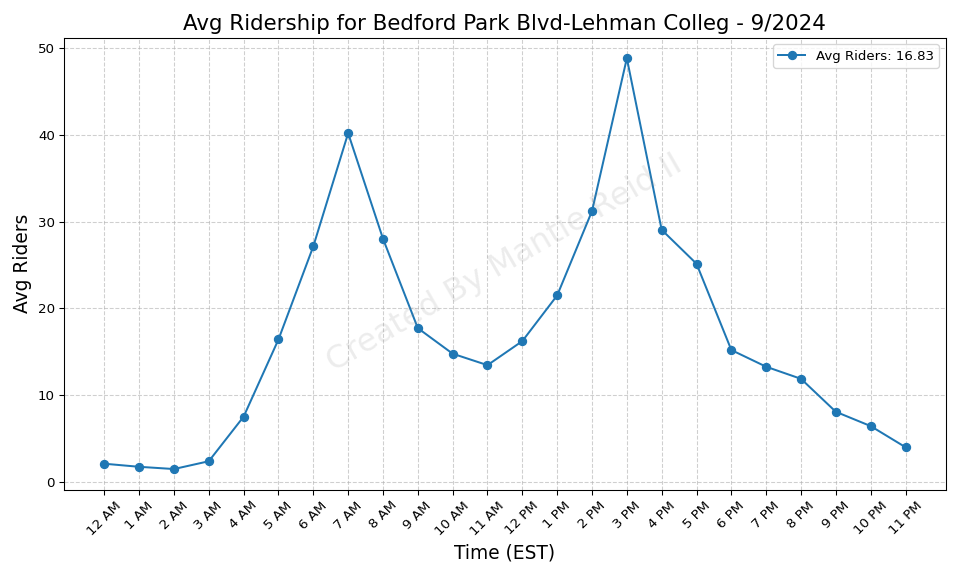 Avg Ridership for Bedford Park Blvd-Lehman Colleg - 9/2024
Avg Riders: 16.83
50
40
30
20
10
0
Avg Riders
Created By Mantie Reid II
12 AM
1 AM
2 AM
3 AM
4 AM
5 AM
6 AM
7 AM
8 AM
9 AM
10 AM
11 AM
12 PM
1 PM
2 PM
3 PM
4 PM
5 PM
6 PM
7 PM
8 PM
9 PM
10 PM
11 PM
Time (EST)